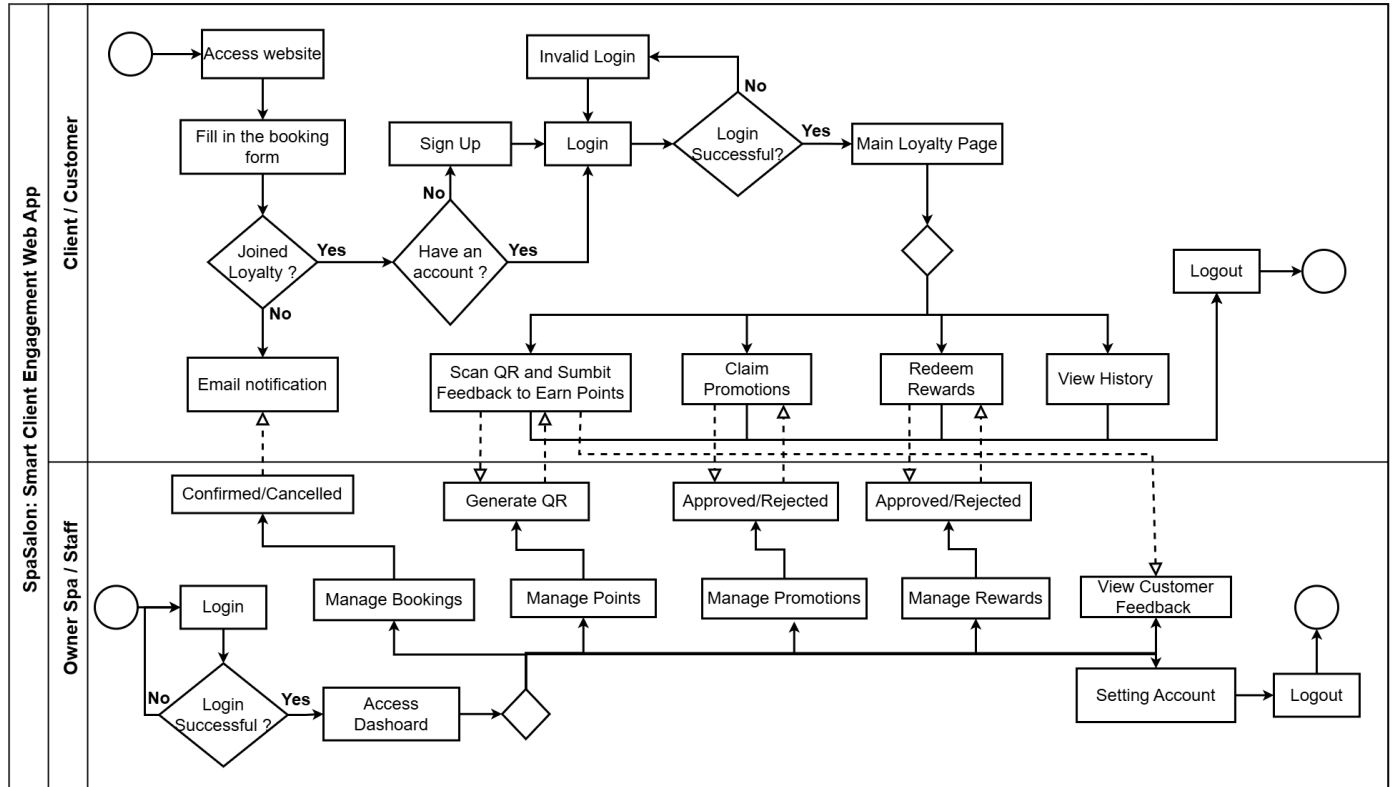 SpaSalon: Smart Client Engagement Web App
Client / Customer
Access website
Fill in the booking
form
Joined
Loyalty ?
Yes
No
Email notification
Have an
account ?
No
Yes
Sign Up
Invalid Login
Login
Login
Successful?
No
Yes
Main Loyalty Page
Scan QR and Sumbit
Feedback to Earn Points
Claim
Promotions
Redeem
Rewards
View History
Logout
Owner Spa / Staff
Confirmed/Cancelled
Generate QR
Approved/Rejected
Approved/Rejected
Login
Manage Bookings
Manage Points
Manage Promotions
Manage Rewards
View Customer
Feedback
No
Login
Successful ?
Yes
Access
Dashoard
Setting Account
Logout